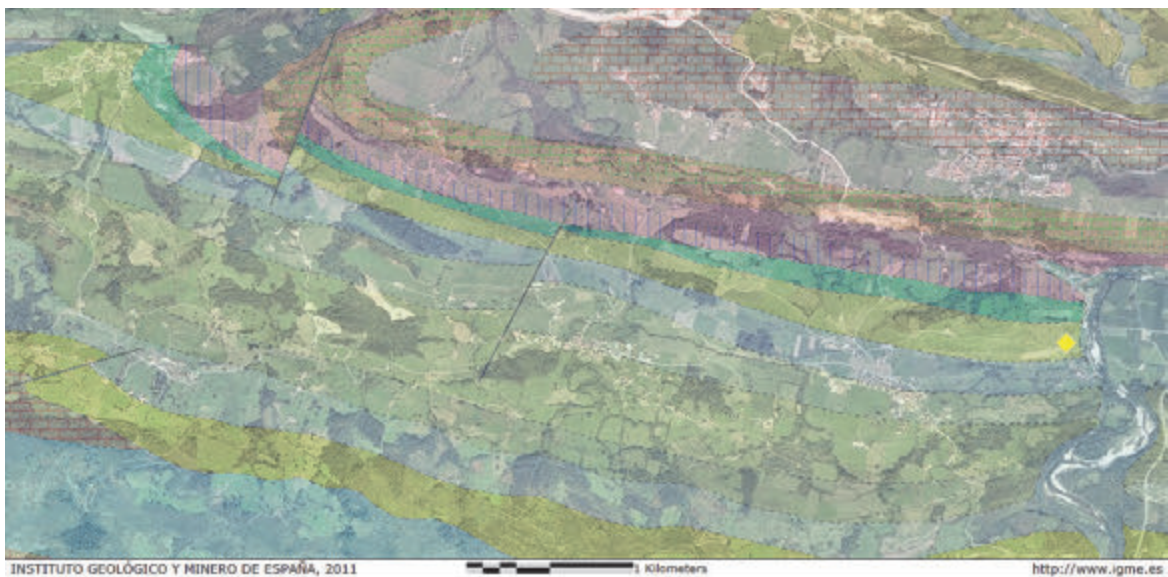 INSTITUTO GEOLÓGICO Y MINERO DE ESPAÑA, 2011
1 Kilometers
http://www.igme.es